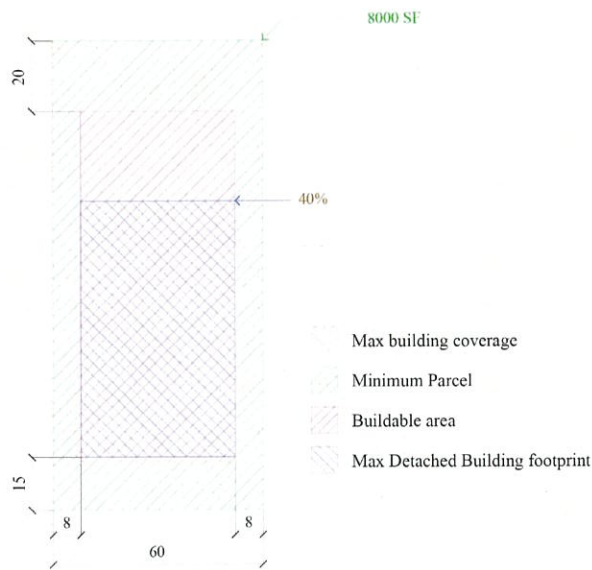 8000 SF
20
40%
Max building coverage
Minimum Parcel
Buildable area
Max Detached Building footprint
15
8
8
60